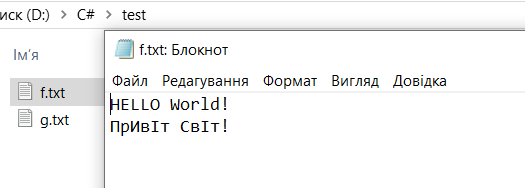 иск (D:) > C# > test
Ім'я
f.txt
g.txt
f.txt: Блокнот
Файл Редагування Формат Вигляд Довідка
HELLO World!
ПрИвІт СвІт!